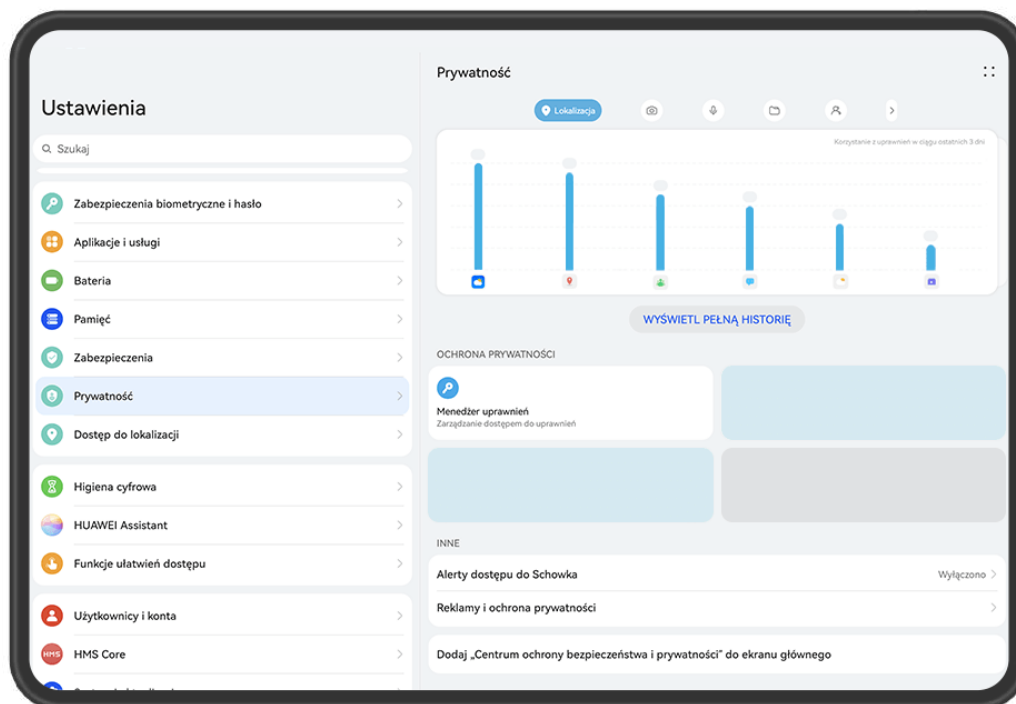 Ustawienia
Szukaj
Zabezpieczenia biometryczne i hasło
Aplikacje i usługi
Bateria
Pamięć
Zabezpieczenia
Prywatność
Dostęp do lokalizacji
Higiena cyfrowa
HUAWEI Assistant
Funkcje ułatwień dostępu
Użytkownicy i konta
HMS
HMS Core
Prywatność
Lokalizacja
Korzystanie z uprawnień w ciągu ostatnich 3 dni
WYŚWIETL PEŁNĄ HISTORIĘ
OCHRONA PRYWATNOŚCI
Menedżer uprawnień
Zarządzanie dostępem do uprawnień
INNE
Alerty dostępu do Schowka Wyłączono
Reklamy i ochrona prywatności
Dodaj „Centrum ochrony bezpieczeństwa i prywatności” do ekranu głównego